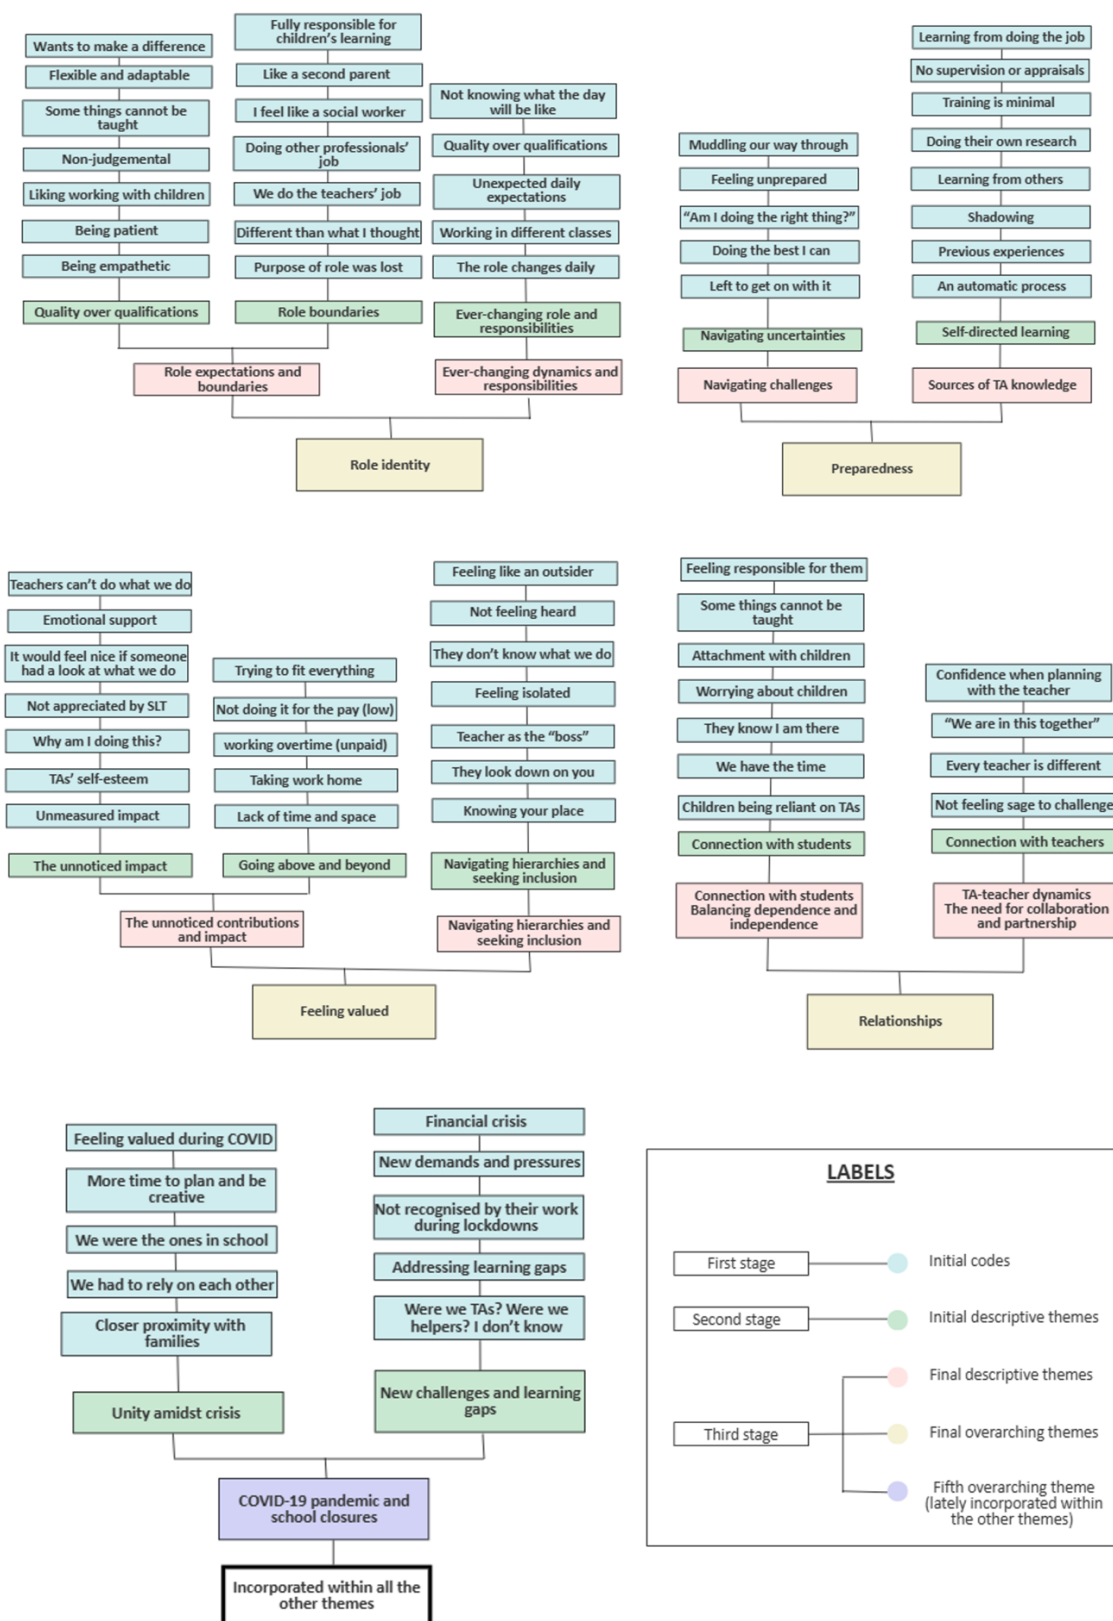 Wants to make a difference
Flexible and adaptable
Some things cannot be
taught
Non-judgemental
Liking working with children
Being patient
Being empathetic
Quality over qualifications
Fully responsible for
children's learning
Like a second parent
I feel like a social worker
Doing other professionals'
job
We do the teachers' job
Different than what I thought
Purpose of role was lost
Role boundaries
Not knowing what the day
will be like
Quality over qualifications
Unexpected daily
expectations
Working in different classes
The role changes daily
Ever-changing role and
responsibilities
Role expectations and
boundaries
Ever-changing dynamics and
responsibilities
Role identity
Muddling our way through
Feeling unprepared
“Am I doing the right thing?”
Doing the best I can
Left to get on with it
Navigating uncertainties
Navigating challenges
Learning from doing the job
No supervision or appraisals
Training is minimal
Doing their own research
Learning from others
Shadowing
Previous experiences
An automatic process
Self-directed learning
Sources of TA knowledge
Preparedness
Teachers can't do what we do
Emotional support
It would feel nice if someone
had a look at what we do
Not appreciated by SLT
Why am I doing this?
TAs' self-esteem
Unmeasured impact
The unnoticed impact
Trying to fit everything
Not doing it for the pay (low)
working overtime (unpaid)
Taking work home
Lack of time and space
Going above and beyond
The unnoticed contributions
and impact
Feeling like an outsider
Not feeling heard
They don't know what we do
Feeling isolated
Teacher as the “boss”
They look down on you
Knowing your place
Navigating hierarchies and
seeking inclusion
Navigating hierarchies and
seeking inclusion
Feeling valued
Feeling responsible for them
Some things cannot be
taught
Attachment with children
Worrying about children
They know I am there
We have the time
Children being reliant on TAs
Connection with students
Connection with students
Balancing dependence and
independence
Confidence when planning
with the teacher
“We are in this together”
Every teacher is different
Not feeling sage to challenge
Connection with teachers
TA-teacher dynamics
The need for collaboration
and partnership
Relationships
Feeling valued during COVID
More time to plan and be
creative
We were the ones in school
We had to rely on each other
Closer proximity with
families
Unity amidst crisis
Financial crisis
New demands and pressures
Not recognised by their work
during lockdowns
Addressing learning gaps
Were we TAs? Were we
helpers? I don't know
New challenges and learning
gaps
COVID-19 pandemic and
school closures
Incorporated within all the
other themes
LABELS
First stage
Initial codes
Second stage
Initial descriptive themes
Final descriptive themes
Third stage
Final overarching themes
Fifth overarching theme
(lately incorporated within
the other themes)